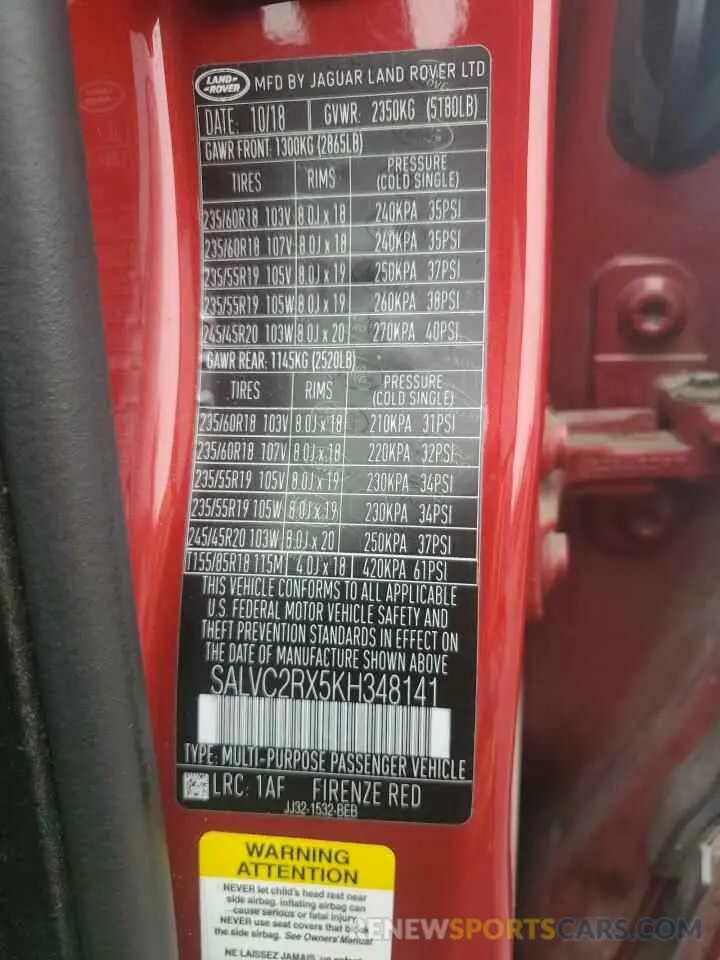 LAND-ROVER MFD BY JAGUAR LAND ROVER LTD
DATE: 10/18 GVWR: 2350KG (5180LB)
GAWR FRONT: 1300KG (2865LB)
TIRES RIMS PRESSURE (COLD SINGLE)
235/60R18 103V 8.0J x 18 240KPA 35PSI
235/60R18 107V 8.0J x 18 240KPA 35PSI
235/55R19 105V 8.0J x 19 250KPA 37PSI
235/55R19 105W 8.0J x 19 260KPA 38PSI
245/45R20 103W 8.0J x 20 270KPA 40PSI
GAWR REAR: 1145KG (2520LB)
TIRES RIMS PRESSURE (COLD SINGLE)
235/60R18 103V 8.0J x 18 210KPA 31PSI
235/60R18 107V 8.0J x 18 220KPA 32PSI
235/55R19 105V 8.0J x 19 230KPA 34PSI
235/55R19 105W 8.0J x 19 230KPA 34PSI
245/45R20 103W 8.0J x 20 250KPA 37PSI
T155/85R18 115M 4.0J x 18 420KPA 61PSI
THIS VEHICLE CONFORMS TO ALL APPLICABLE
U.S. FEDERAL MOTOR VEHICLE SAFETY AND
THEFT PREVENTION STANDARDS IN EFFECT ON
THE DATE OF MANUFACTURE SHOWN ABOVE
SALVC2RX5KH348141
TYPE: MULTI-PURPOSE PASSENGER VEHICLE
LRC: 1AF FIRENZE RED
JJ32-1532-BEB
WARNING
ATTENTION
NEVER let child's head rest near
side airbag, inflating airbag can
cause serious or fatal injury.
NEVER use seat covers that block
the side airbag. See Owners' Manual
NE LAISSEZ JAMAIS
RENEWSPORTSCARS.COM